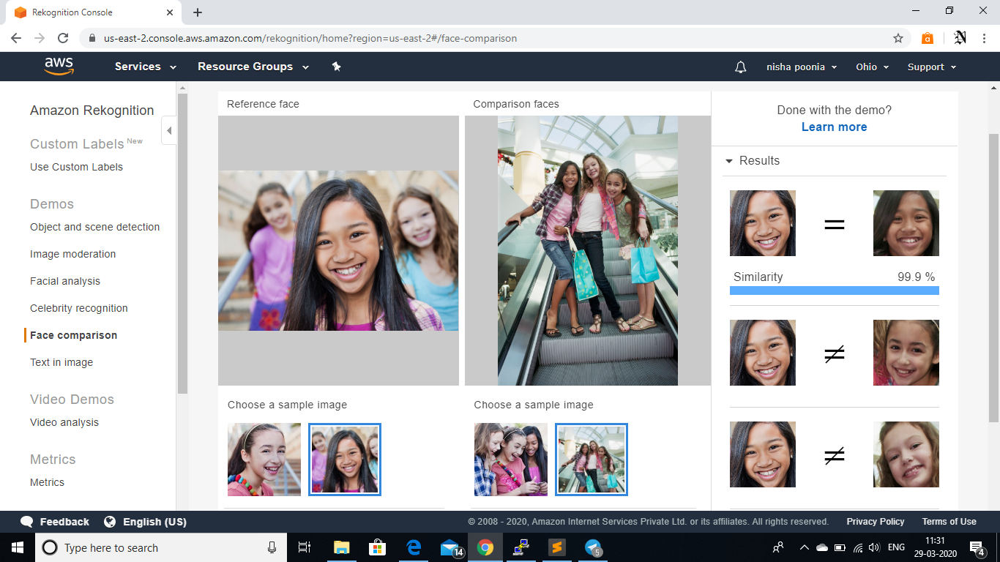 Rekognition Console
us-east-2.console.aws.amazon.com/rekognition/home?region=us-east-2#/face-comparison
aws
Services
Resource Groups
nisha poonia
Ohio
Support
Amazon Rekognition
Custom Labels New
Use Custom Labels
Demos
Object and scene detection
Image moderation
Facial analysis
Celebrity recognition
Face comparison
Text in image
Video Demos
Video analysis
Metrics
Metrics
Reference face
Comparison faces
Choose a sample image
Choose a sample image
Done with the demo?
Learn more
Results
=
Similarity 99.9 %
≠
≠
Feedback
English (US)
© 2008 - 2020, Amazon Internet Services Private Ltd. or its affiliates. All rights reserved.
Privacy Policy
Terms of Use
Type here to search
14
5
ENG
11:31
29-03-2020
4